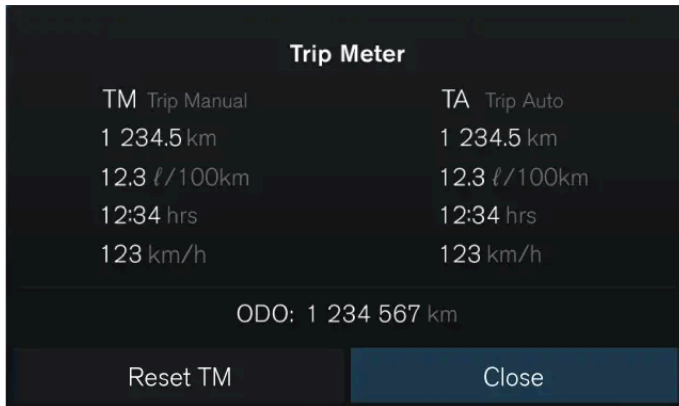 Trip Meter
TM Trip Manual
1 234.5 km
12.3 ℓ/100km
12:34 hrs
123 km/h
TA Trip Auto
1 234.5 km
12.3 ℓ/100km
12:34 hrs
123 km/h
ODO: 1 234 567 km
Reset TM
Close